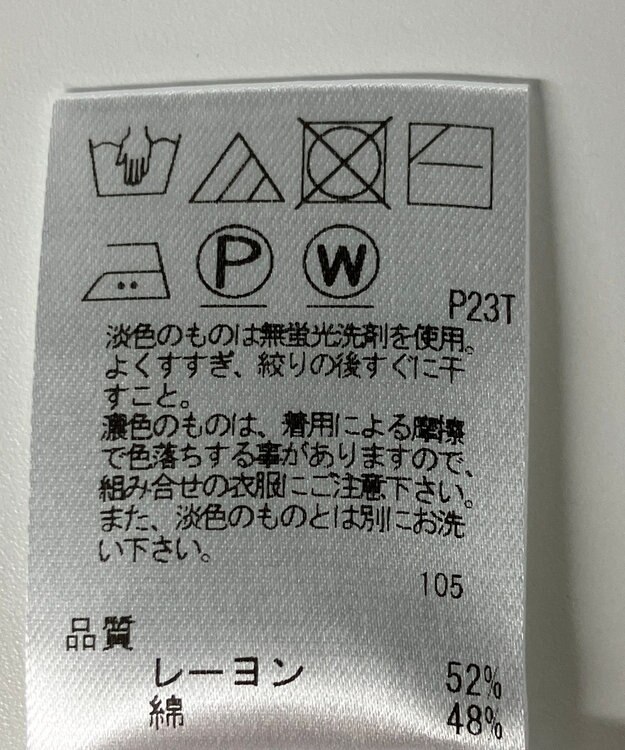 P W
P23T
淡色のものは無蛍光洗剤を使用。
よくすすぎ、絞りの後すぐに干
すこと。
濃色のものは、着用による摩擦
で色落ちする事がありますので、
組み合せの衣服にご注意下さい。
また、淡色のものとは別にお洗
い下さい。
105
品質
レーヨン 52%
綿 48%